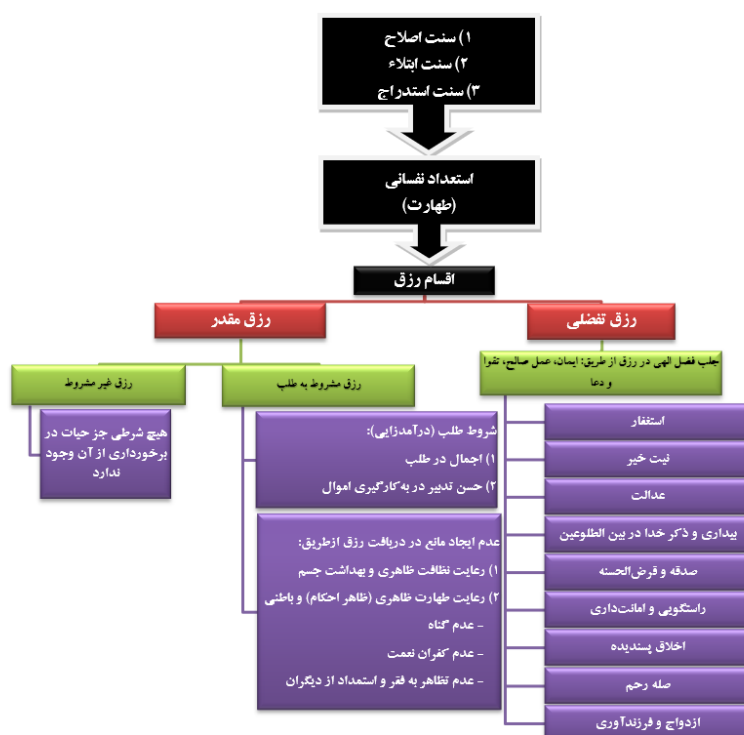 ۱) سنت اصلاح
۲) سنت ابتلاء
۳) سنت استدراج
استعداد نفسانی
(طهارت)
اقسام رزق
رزق تفضلی
جلب فضل الهی در رزق از طریق: ایمان، عمل صالح، تقوا
و دعا
استغفار
نیت خیر
عدالت
بیداری و ذکر خدا در بین الطلوعین
صدقه و قرض‌الحسنه
راستگویی و امانت‌داری
اخلاق پسندیده
صله رحم
ازدواج و فرزندآوری
رزق مقدر
رزق مشروط به طلب
شروط طلب (درآمدزایی):
۱) اجمال در طلب
۲) حسن تدبیر در به‌کارگیری اموال
عدم ایجاد مانع در دریافت رزق ازطریق:
۱) رعایت نظافت ظاهری و بهداشت جسم
۲) رعایت طهارت ظاهری (ظاهر احکام) و باطنی
- عدم گناه
- عدم کفران نعمت
- عدم تظاهر به فقر و استمداد از دیگران
رزق غیر مشروط
هیچ شرطی جز حیات در
برخورداری از آن وجود
ندارد